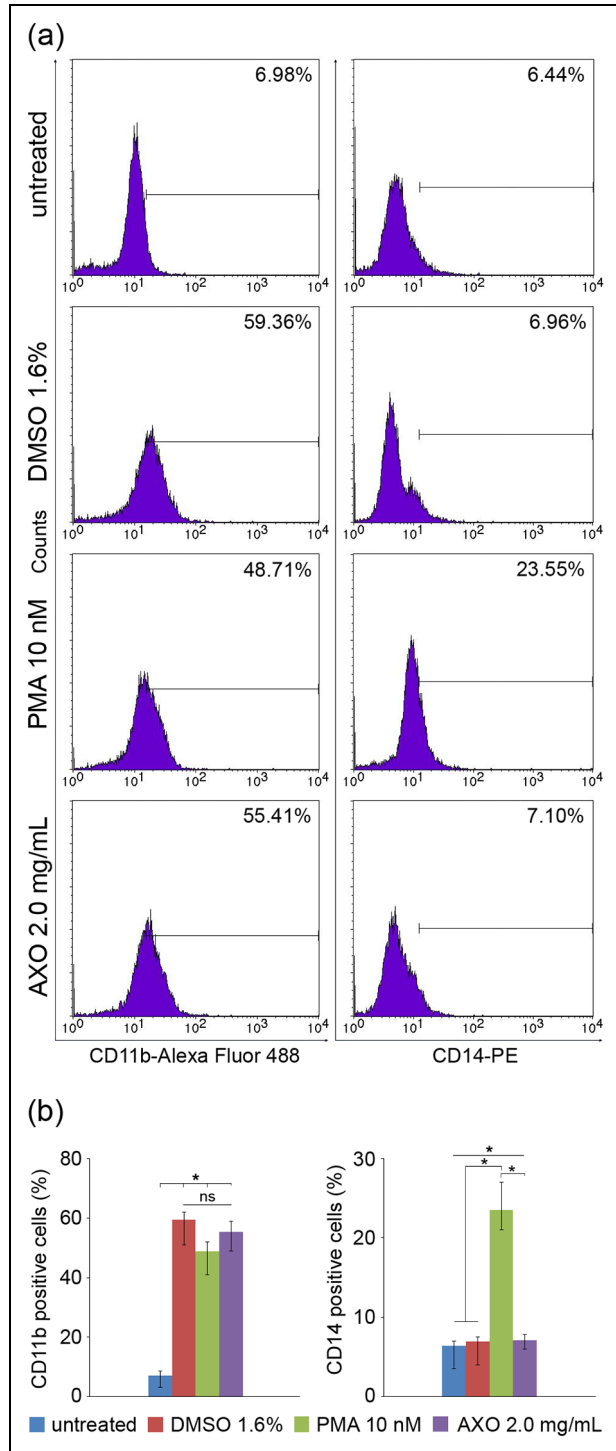 (a)
untreated
6.98%
10⁰ 10¹ 10² 10³ 10⁴
6.44%
10⁰ 10¹ 10² 10³ 10⁴
DMSO 1.6%
59.36%
10⁰ 10¹ 10² 10³ 10⁴
6.96%
10⁰ 10¹ 10² 10³ 10⁴
Counts
PMA 10 nM
48.71%
10⁰ 10¹ 10² 10³ 10⁴
23.55%
10⁰ 10¹ 10² 10³ 10⁴
AXO 2.0 mg/mL
55.41%
10⁰ 10¹ 10² 10³ 10⁴
7.10%
10⁰ 10¹ 10² 10³ 10⁴
CD11b-Alexa Fluor 488
CD14-PE
(b)
CD11b positive cells (%)
80
60
40
20
0
*
ns
CD14 positive cells (%)
30
20
10
0
*
*
*
untreated DMSO 1.6% PMA 10 nM AXO 2.0 mg/mL